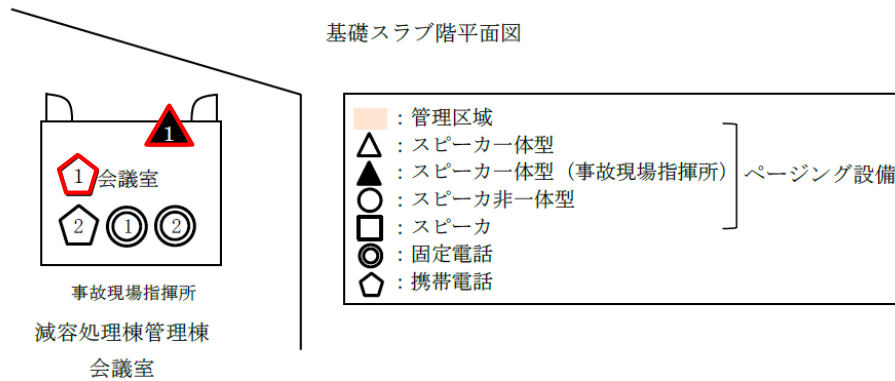 基礎スラブ階平面図
1
1 会議室
2 1 2
事故現場指揮所
減容処理棟管理棟
会議室
：管理区域
：スピーカ一体型
：スピーカ一体型（事故現場指揮所）
：スピーカ非一体型
：スピーカ
：固定電話
：携帯電話
ページング設備